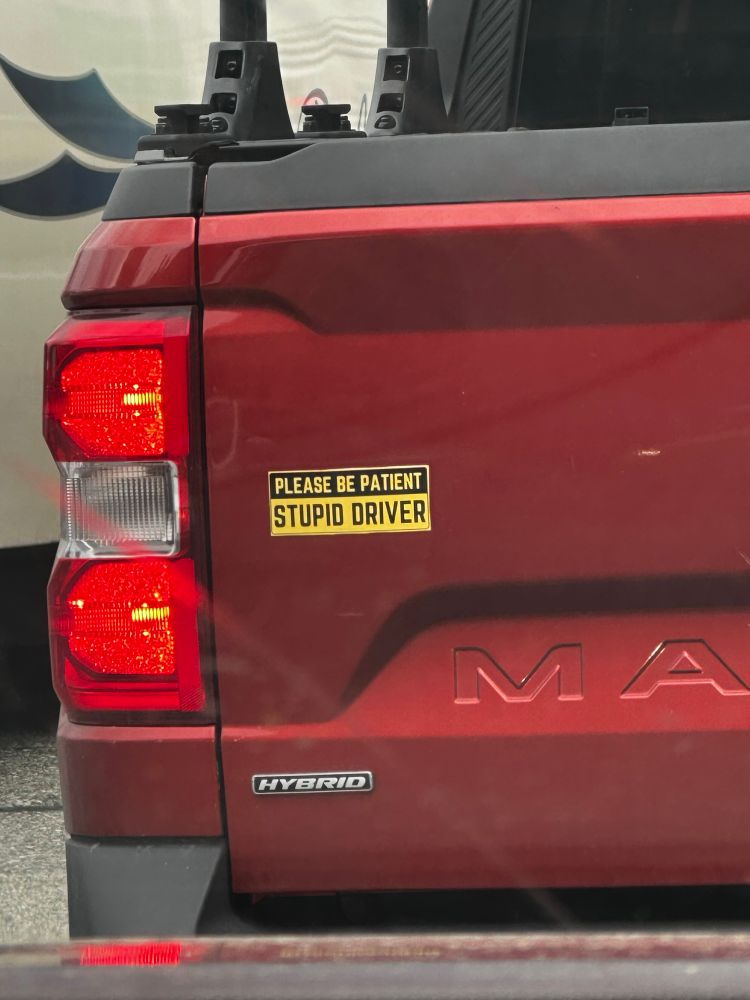 PLEASE BE PATIENT
STUPID DRIVER
MA
HYBRID